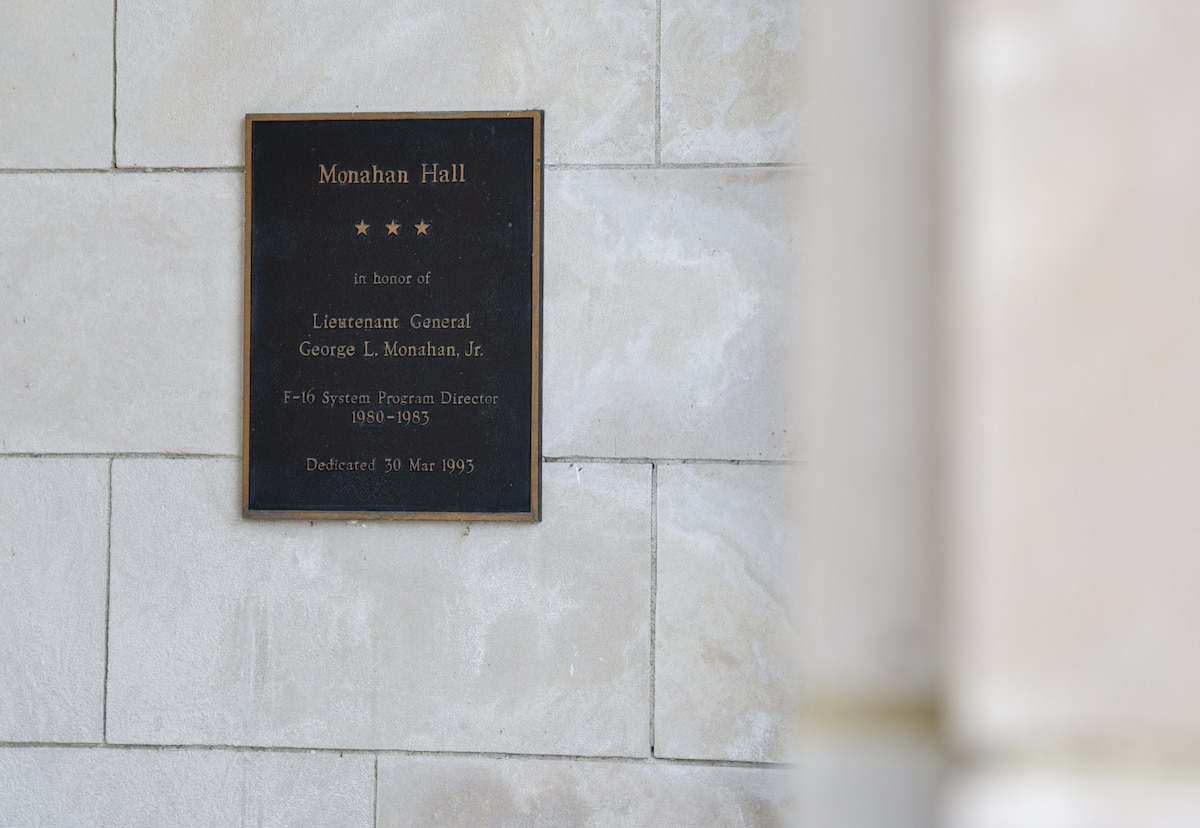 Monahan Hall
★ ★ ★
in honor of
Lieutenant General
George L. Monahan, Jr.
F-16 System Program Director
1980-1983
Dedicated 30 Mar 1993